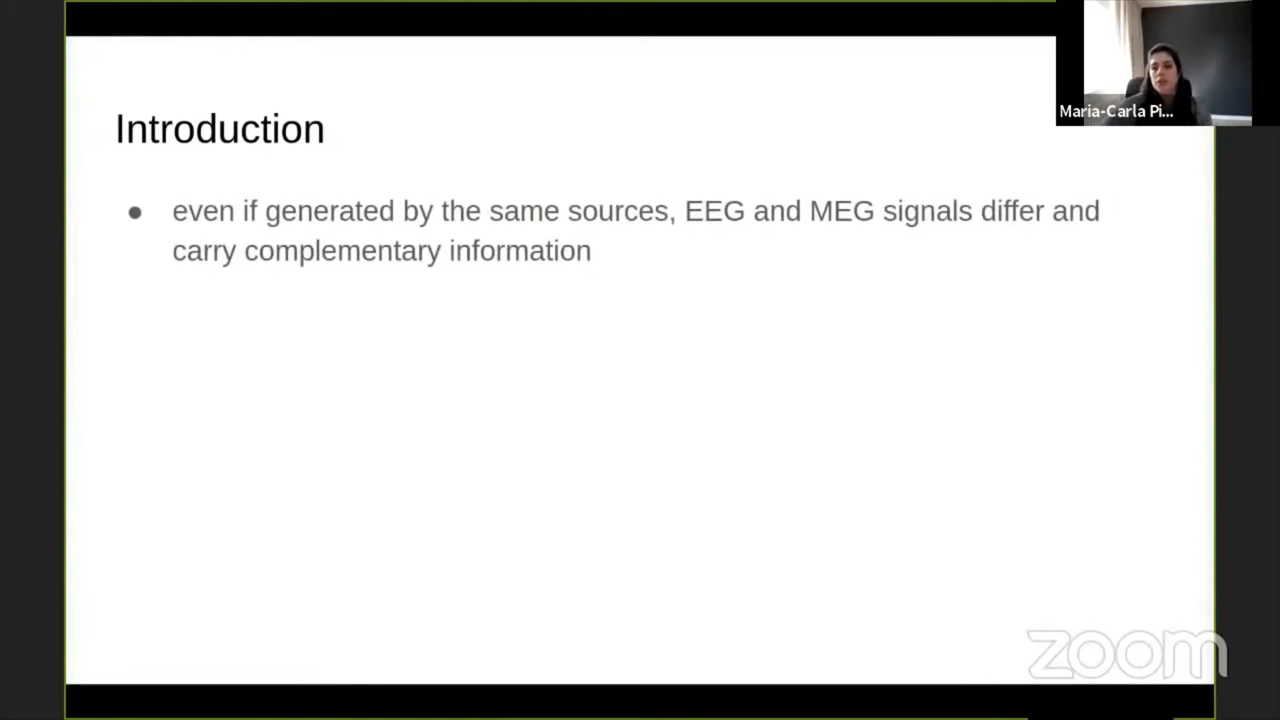 Maria-Carla Pi...
Introduction
● even if generated by the same sources, EEG and MEG signals differ and
carry complementary information
zoom